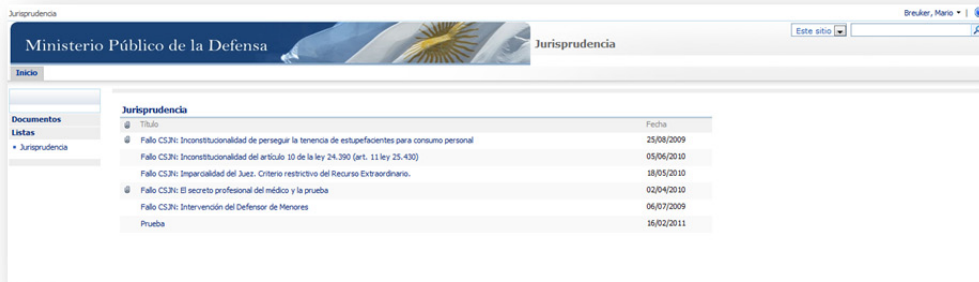 Jurisprudencia
Breuker, Mario
Ministerio Público de la Defensa
Jurisprudencia
Este sitio
Inicio
Documentos
Listas
Jurisprudencia
Jurisprudencia
Título Fecha
Fallo CSJN: Inconstitucionalidad de perseguir la tenencia de estupefacientes para consumo personal 25/08/2009
Fallo CSJN: Inconstitucionalidad del artículo 10 de la ley 24.390 (art. 11 ley 25.430) 05/06/2010
Fallo CSJN: Imparcialidad del Juez. Criterio restrictivo del Recurso Extraordinario. 18/05/2010
Fallo CSJN: El secreto profesional del médico y la prueba 02/04/2010
Fallo CSJN: Intervención del Defensor de Menores 06/07/2009
Prueba 16/02/2011